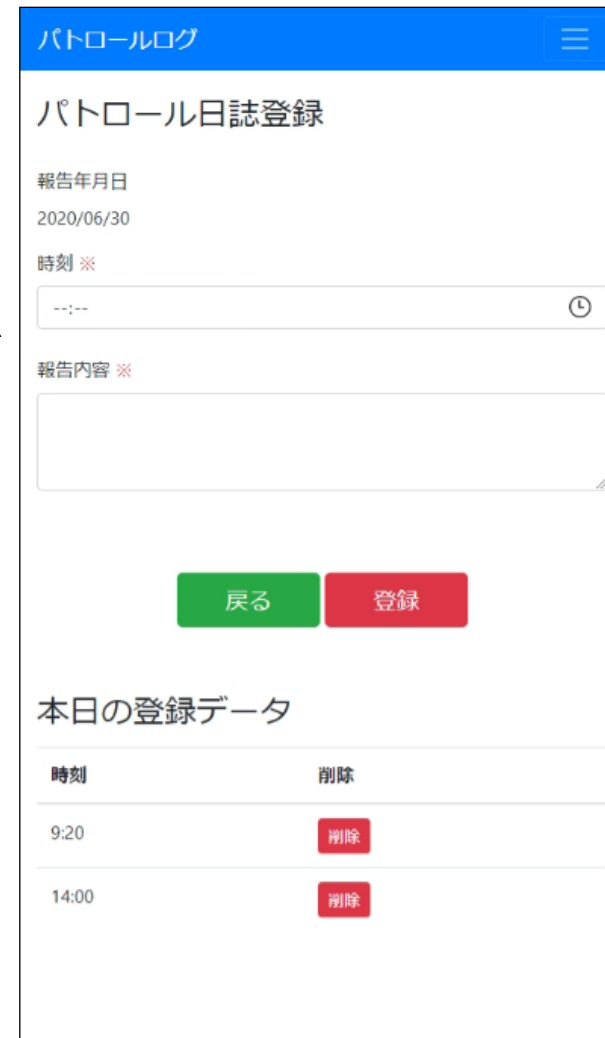 パトロールログ
パトロール日誌登録
報告年月日
2020/06/30
時刻 ※
--:--
報告内容 ※
戻る 登録
本日の登録データ
時刻 削除
9:20 削除
14:00 削除